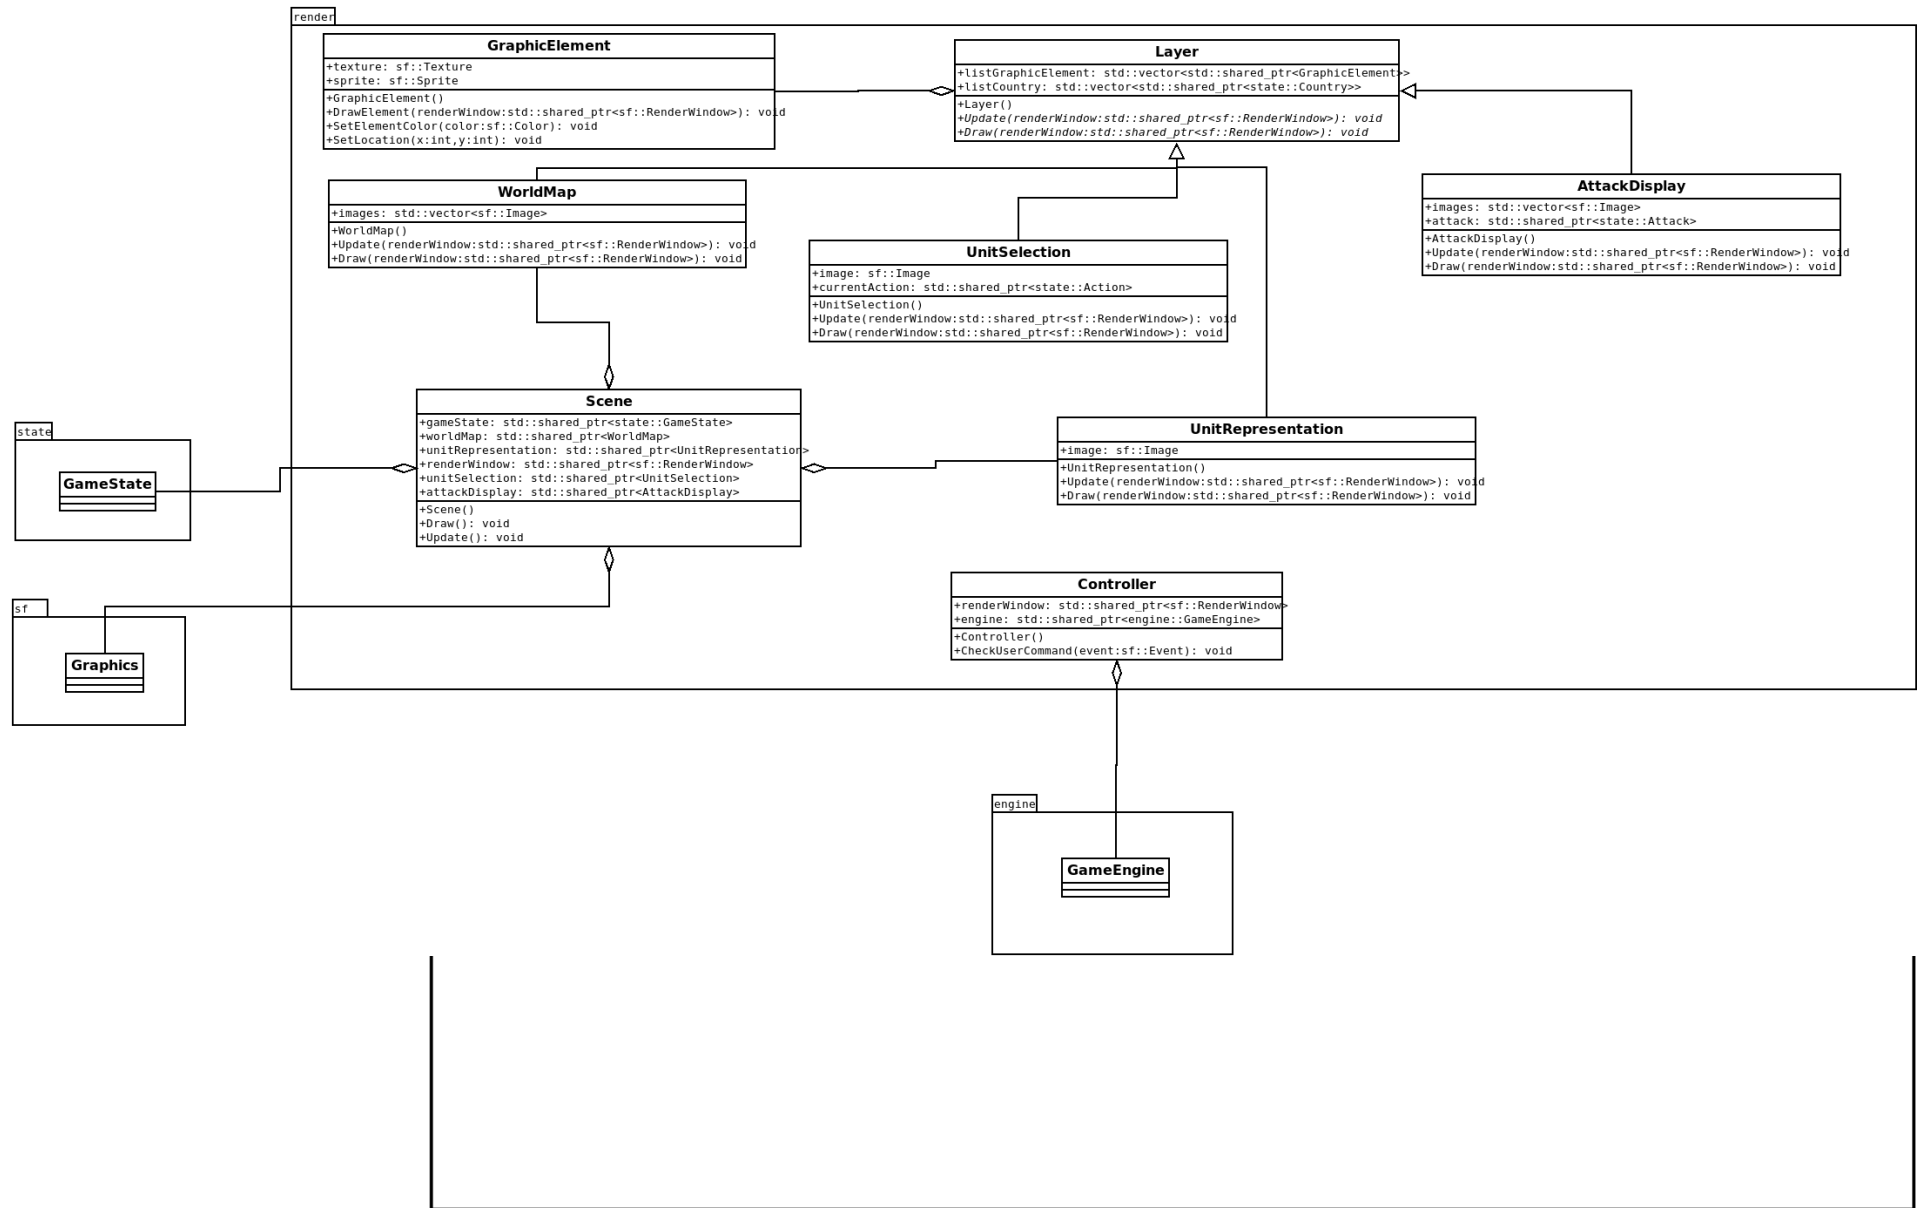 render
GraphicElement
+texture: sf::Texture
+sprite: sf::Sprite
+GraphicElement()
+DrawElement(renderWindow:std::shared_ptr<sf::RenderWindow>): void
+SetElementColor(color:sf::Color): void
+SetLocation(x:int,y:int): void
Layer
+listGraphicElement: std::vector<std::shared_ptr<GraphicElement>>
+listCountry: std::vector<std::shared_ptr<state::Country>>
+Layer()
+Update(renderWindow:std::shared_ptr<sf::RenderWindow>): void
+Draw(renderWindow:std::shared_ptr<sf::RenderWindow>): void
WorldMap
+images: std::vector<sf::Image>
+WorldMap()
+Update(renderWindow:std::shared_ptr<sf::RenderWindow>): void
+Draw(renderWindow:std::shared_ptr<sf::RenderWindow>): void
UnitSelection
+image: sf::Image
+currentAction: std::shared_ptr<state::Action>
+UnitSelection()
+Update(renderWindow:std::shared_ptr<sf::RenderWindow>): void
+Draw(renderWindow:std::shared_ptr<sf::RenderWindow>): void
AttackDisplay
+images: std::vector<sf::Image>
+attack: std::shared_ptr<state::Attack>
+AttackDisplay()
+Update(renderWindow:std::shared_ptr<sf::RenderWindow>): void
+Draw(renderWindow:std::shared_ptr<sf::RenderWindow>): void
state
GameState
Scene
+gameState: std::shared_ptr<state::GameState>
+worldMap: std::shared_ptr<WorldMap>
+unitRepresentation: std::shared_ptr<UnitRepresentation>
+renderWindow: std::shared_ptr<sf::RenderWindow>
+unitSelection: std::shared_ptr<UnitSelection>
+attackDisplay: std::shared_ptr<AttackDisplay>
+Scene()
+Draw(): void
+Update(): void
UnitRepresentation
+image: sf::Image
+UnitRepresentation()
+Update(renderWindow:std::shared_ptr<sf::RenderWindow>): void
+Draw(renderWindow:std::shared_ptr<sf::RenderWindow>): void
sf
Graphics
Controller
+renderWindow: std::shared_ptr<sf::RenderWindow>
+engine: std::shared_ptr<engine::GameEngine>
+Controller()
+CheckUserCommand(event:sf::Event): void
engine
GameEngine